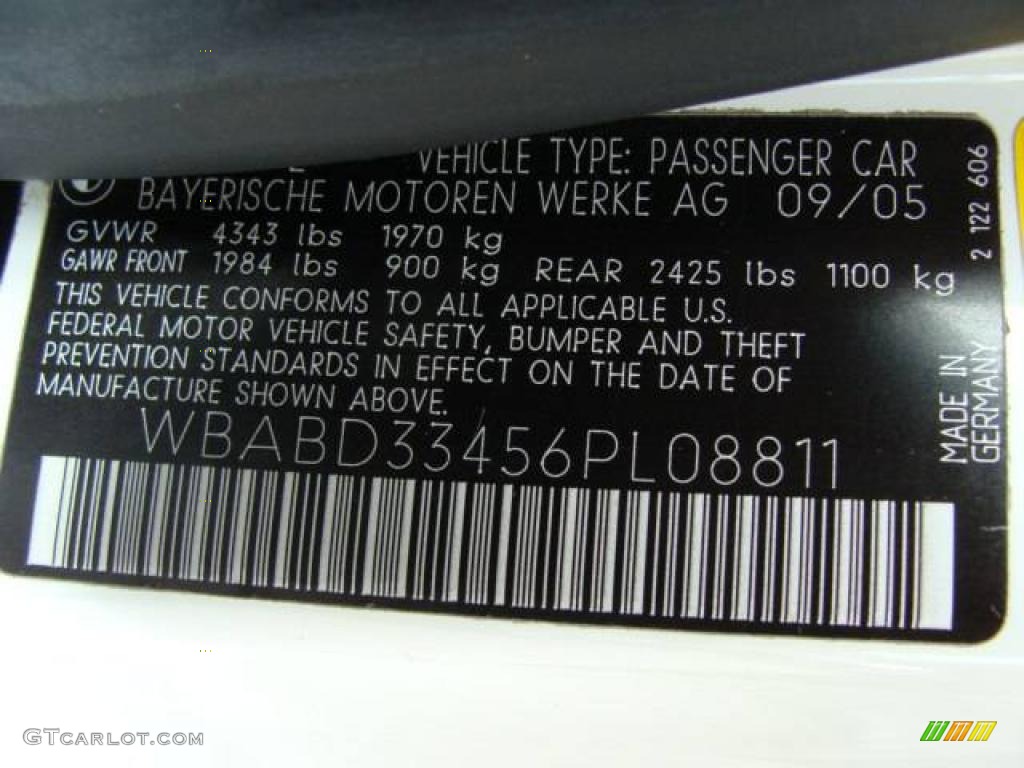 VEHICLE TYPE: PASSENGER CAR
BAYERISCHE MOTOREN WERKE AG 09/05
GVWR 4343 lbs 1970 kg
GAWR FRONT 1984 lbs 900 kg REAR 2425 lbs 1100 kg
THIS VEHICLE CONFORMS TO ALL APPLICABLE U.S.
FEDERAL MOTOR VEHICLE SAFETY, BUMPER AND THEFT
PREVENTION STANDARDS IN EFFECT ON THE DATE OF
MANUFACTURE SHOWN ABOVE.
WBABD33456PL08811
2 122 606
MADE IN
GERMANY
GTCarLot.com